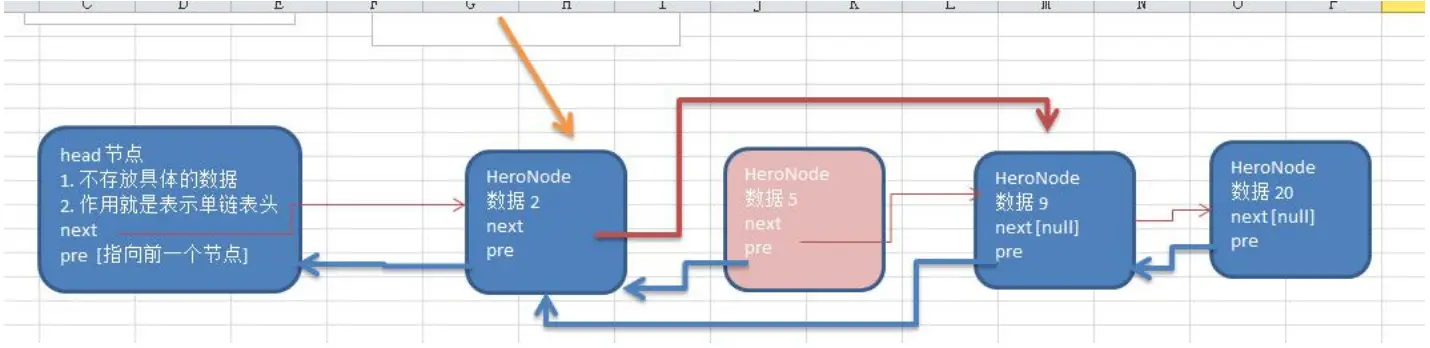 C D E F G H I J K L M N O P
head 节点
1. 不存放具体的数据
2. 作用就是表示单链表头
next
pre [指向前一个节点]
HeroNode
数据 2
next
pre
HeroNode
数据 5
next
pre
HeroNode
数据 9
next [null]
pre
HeroNode
数据 20
next [null]
pre